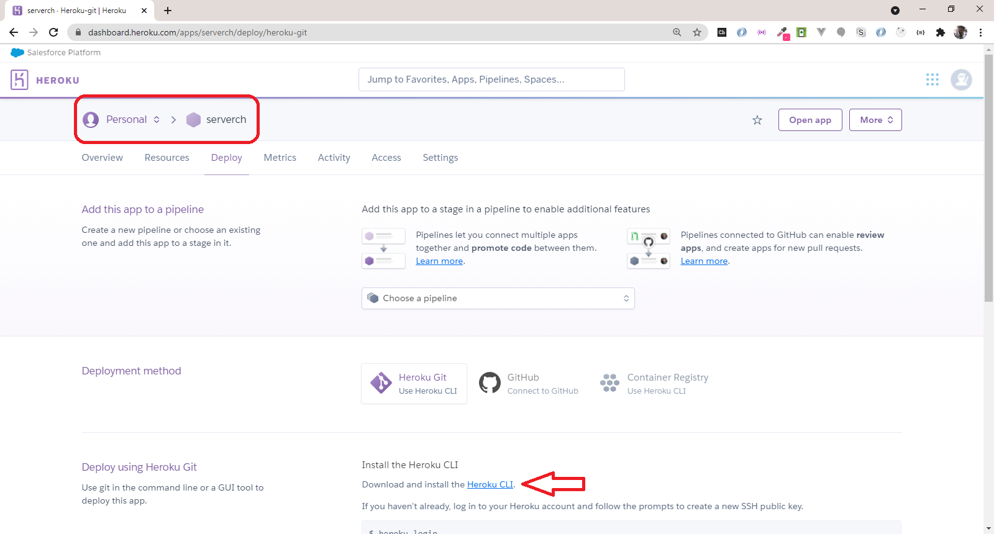 serverch · Heroku-git | Heroku
dashboard.heroku.com/apps/serverch/deploy/heroku-git
Salesforce Platform
HEROKU
Jump to Favorites, Apps, Pipelines, Spaces...
Personal
serverch
Open app
More
Overview
Resources
Deploy
Metrics
Activity
Access
Settings
Add this app to a pipeline
Create a new pipeline or choose an existing
one and add this app to a stage in it.
Add this app to a stage in a pipeline to enable additional features
Pipelines let you connect multiple apps
together and promote code between them.
Learn more.
Pipelines connected to GitHub can enable review
apps, and create apps for new pull requests.
Learn more.
Choose a pipeline
Deployment method
Heroku Git
Use Heroku CLI
GitHub
Connect to GitHub
Container Registry
Use Heroku CLI
Deploy using Heroku Git
Use git in the command line or a GUI tool to
deploy this app.
Install the Heroku CLI
Download and install the Heroku CLI.
If you haven't already, log in to your Heroku account and follow the prompts to create a new SSH public key.
$ heroku login